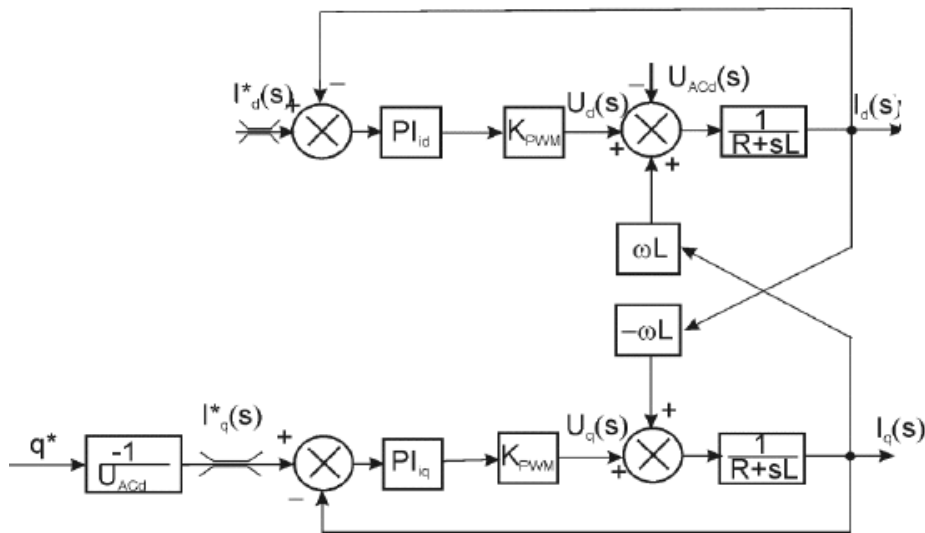 I*d(s)
+
−
PIid
KPWM
Ud(s)
+
−
UACd(s)
+
1
R+sL
Id(s)
ωL
−ωL
q*
-1
UACd
I*q(s)
+
−
PIiq
KPWM
Uq(s)
+
+
1
R+sL
Iq(s)